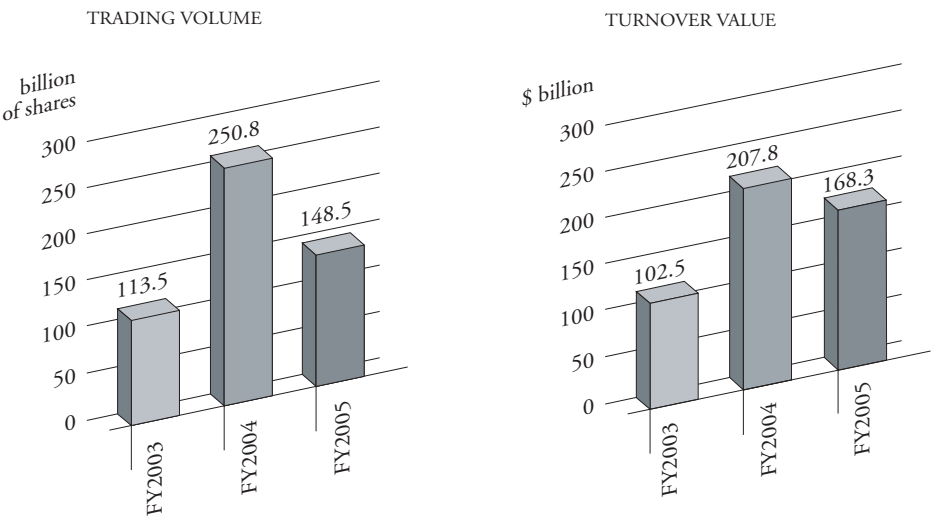 TRADING VOLUME
billion
of shares
300
250
200
150
100
50
0
113.5
250.8
148.5
FY2003
FY2004
FY2005
TURNOVER VALUE
$ billion
300
250
200
150
100
50
0
102.5
207.8
168.3
FY2003
FY2004
FY2005